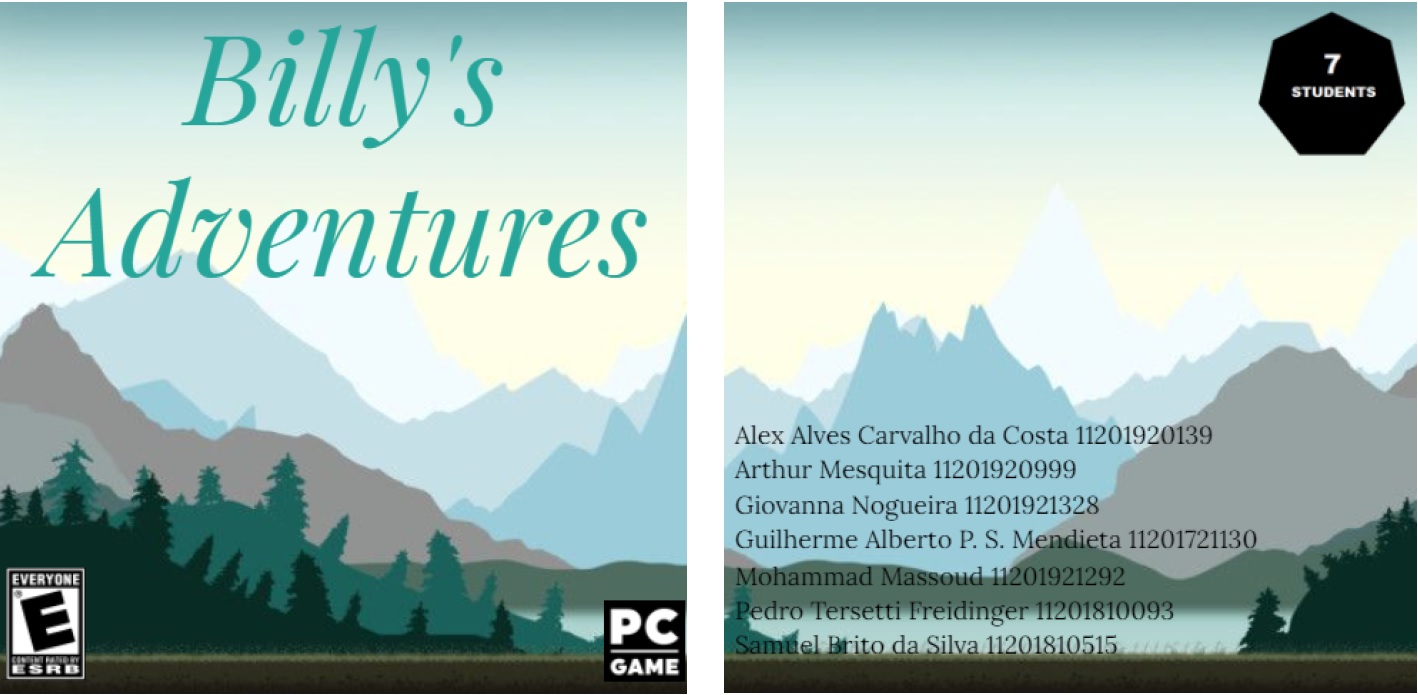 Billy's
Adventures
EVERYONE
E
CONTENT RATED BY
ESRB
PC
GAME
7
STUDENTS
Alex Alves Carvalho da Costa 11201920139
Arthur Mesquita 11201920999
Giovanna Nogueira 11201921328
Guilherme Alberto P. S. Mendieta 11201721130
Mohammad Massoud 11201921292
Pedro Tersetti Freidinger 11201810093
Samuel Brito da Silva 11201810515